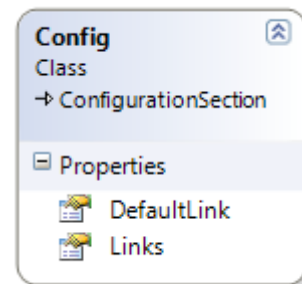 Config
Class
ConfigurationSection
Properties
DefaultLink
Links